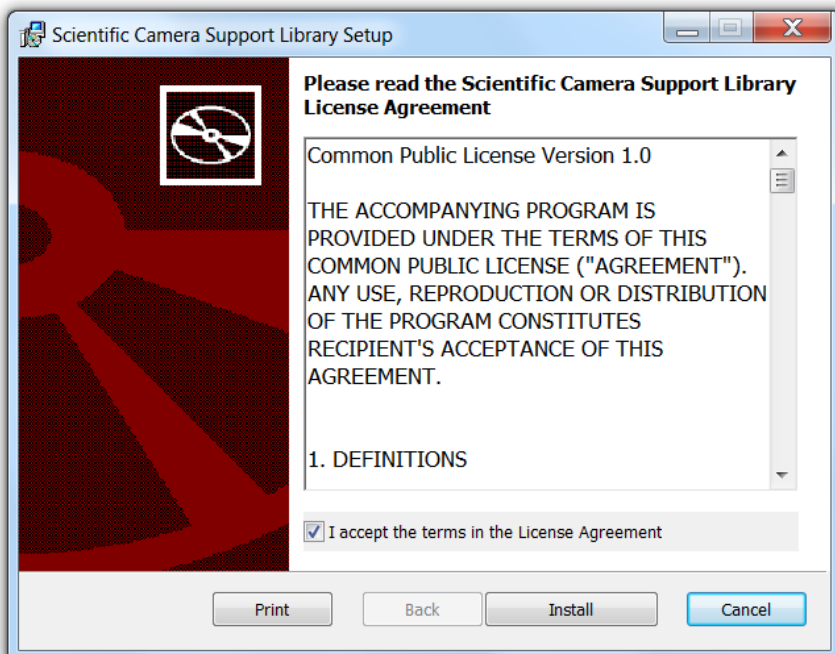 Scientific Camera Support Library Setup
Please read the Scientific Camera Support Library
License Agreement
Common Public License Version 1.0
THE ACCOMPANYING PROGRAM IS
PROVIDED UNDER THE TERMS OF THIS
COMMON PUBLIC LICENSE ("AGREEMENT").
ANY USE, REPRODUCTION OR DISTRIBUTION
OF THE PROGRAM CONSTITUTES
RECIPIENT'S ACCEPTANCE OF THIS
AGREEMENT.
1. DEFINITIONS
I accept the terms in the License Agreement
Print Back Install Cancel